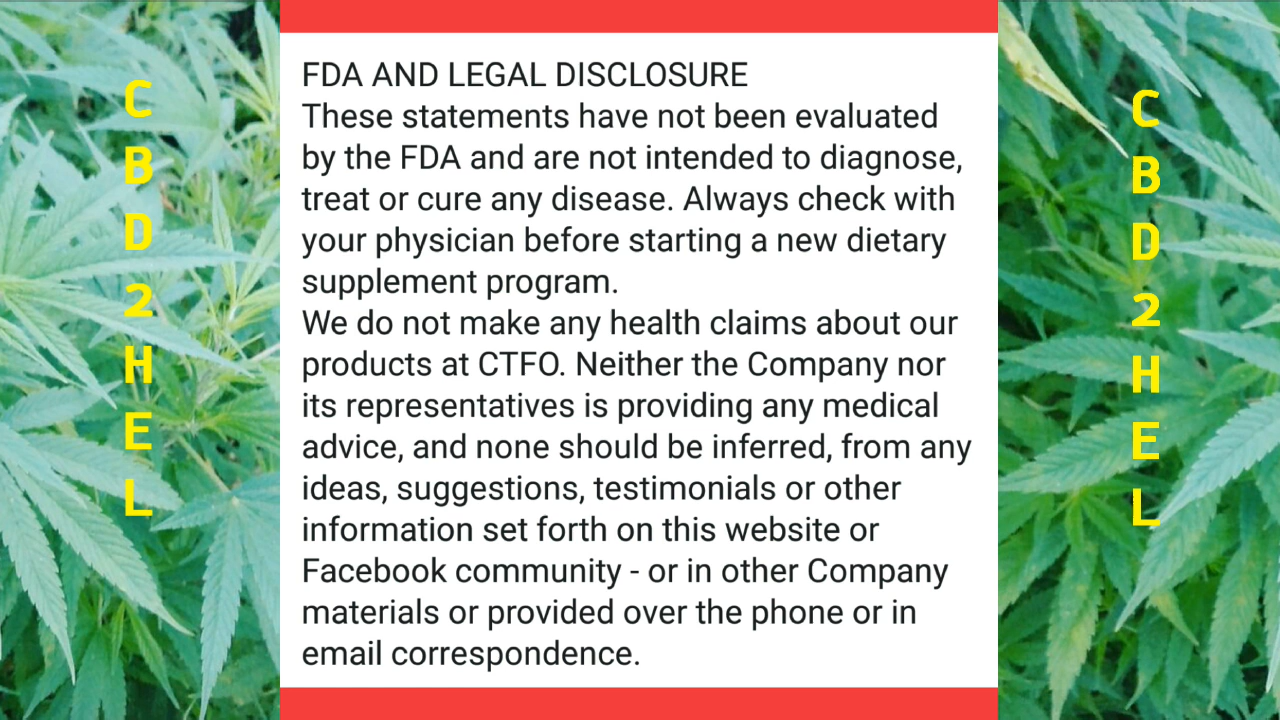 CBD2HEL
FDA AND LEGAL DISCLOSURE
These statements have not been evaluated
by the FDA and are not intended to diagnose,
treat or cure any disease. Always check with
your physician before starting a new dietary
supplement program.
We do not make any health claims about our
products at CTFO. Neither the Company nor
its representatives is providing any medical
advice, and none should be inferred, from any
ideas, suggestions, testimonials or other
information set forth on this website or
Facebook community - or in other Company
materials or provided over the phone or in
email correspondence.
CBD2HEL